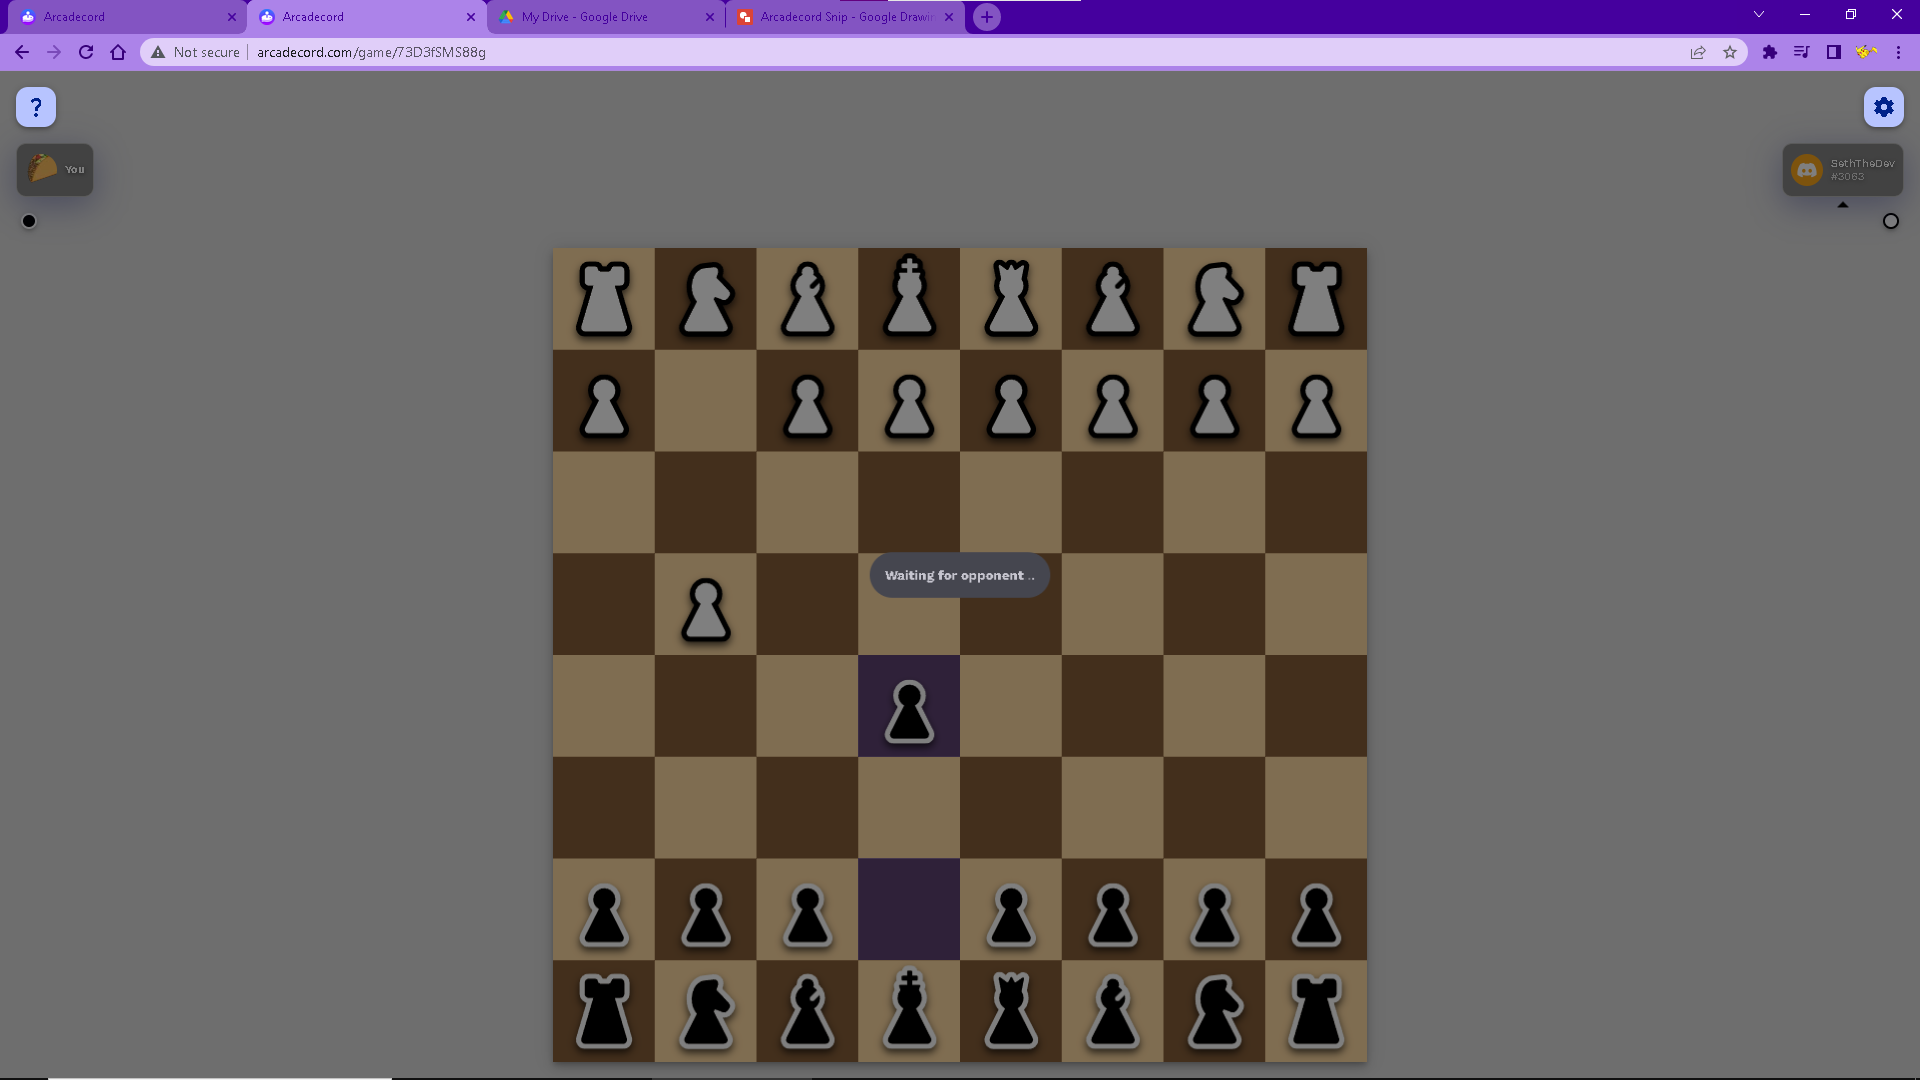 Arcadecord
Arcadecord
My Drive - Google Drive
Arcadecord Snip - Google Drawin
Not secure
arcadecord.com/game/73D3fSMS88g
?
You
SethTheDev
#3063
Waiting for opponent ..